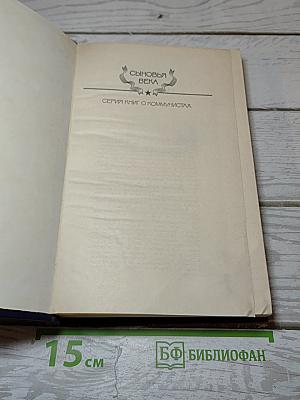 СЫНОВЬЯ
ВЕКА
СЕРИЯ КНИГ О КОММУНИСТАХ
15 см
БФ БИБЛИОФАН